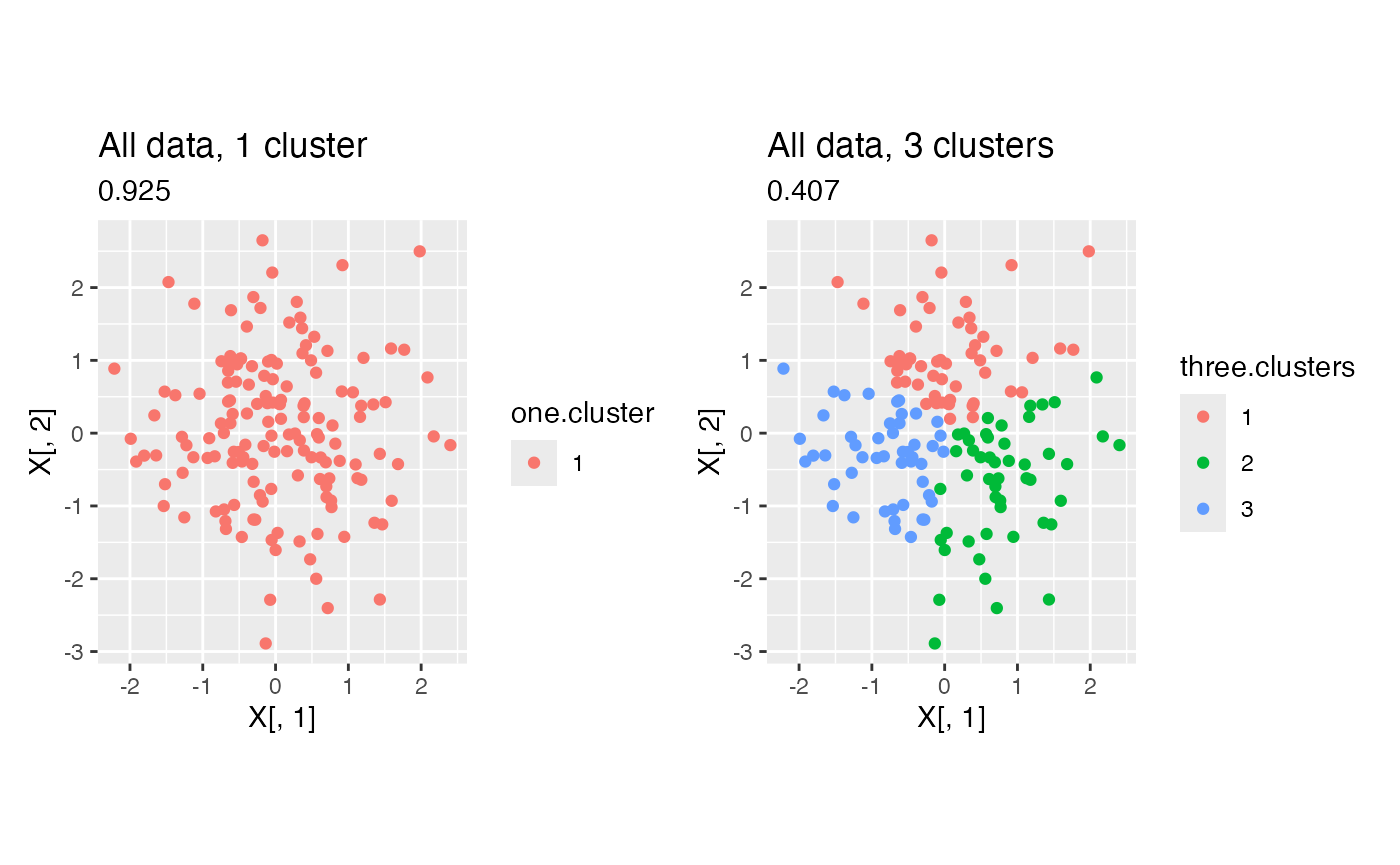 All data, 1 cluster
0.925
2
1
0
-1
-2
-3
-2 -1 0 1 2
X[, 1]
X[, 2]
one.cluster
1
All data, 3 clusters
0.407
2
1
0
-1
-2
-3
-2 -1 0 1 2
X[, 1]
X[, 2]
three.clusters
1
2
3